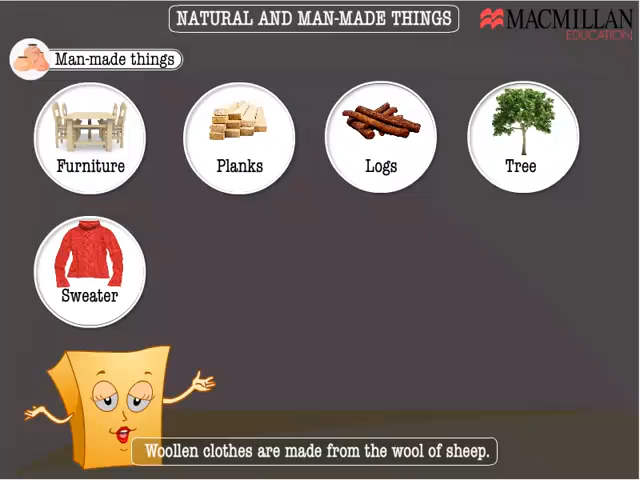 NATURAL AND MAN-MADE THINGS
MACMILLAN
EDUCATION
Man-made things
Furniture
Planks
Logs
Tree
Sweater
Woollen clothes are made from the wool of sheep.